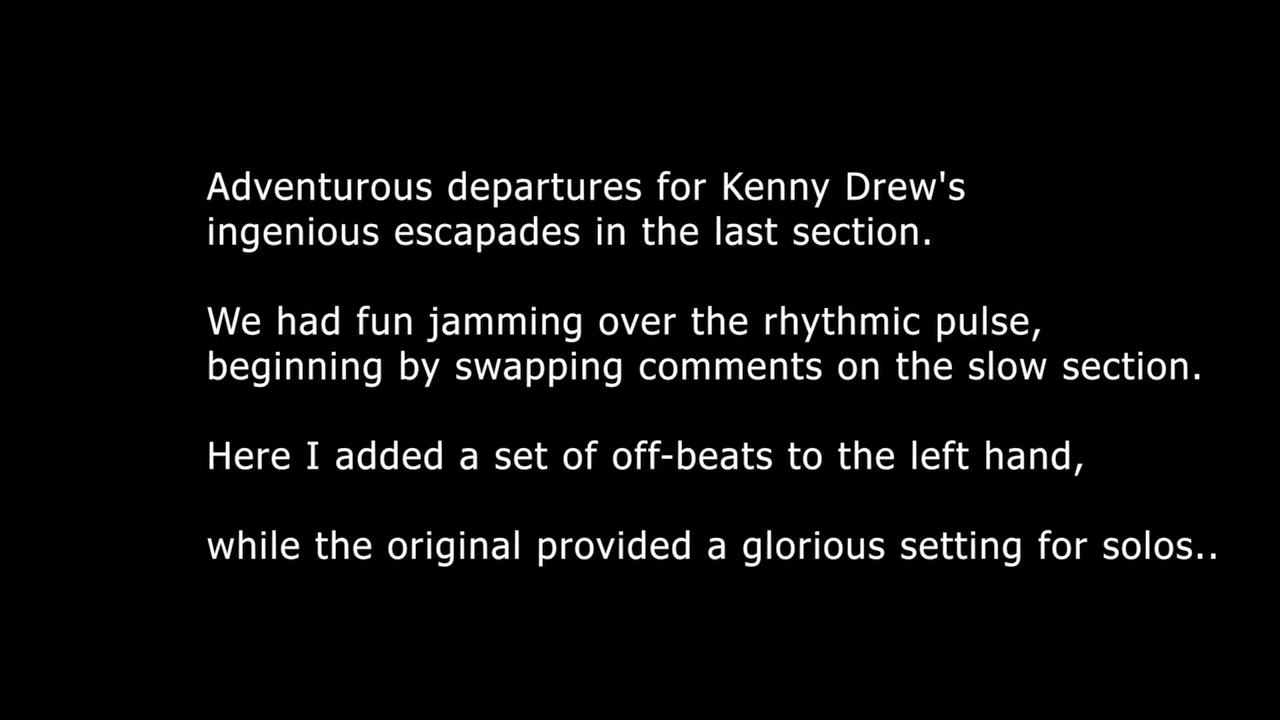 Adventurous departures for Kenny Drew's
ingenious escapades in the last section.
We had fun jamming over the rhythmic pulse,
beginning by swapping comments on the slow section.
Here I added a set of off-beats to the left hand,
while the original provided a glorious setting for solos..